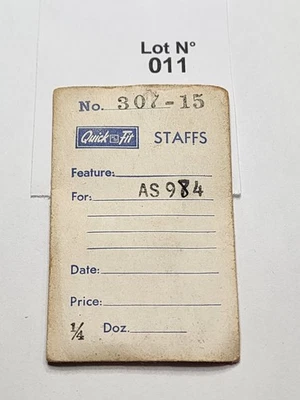 Lot N°
011
No. 307-15
Quick Fit STAFFS
Feature:
For: AS 984
Date:
Price:
¼ Doz.